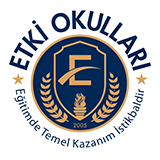 ETKİ OKULLARI
E
2005
Eğitimde Temel Kazanım İstikbaldir